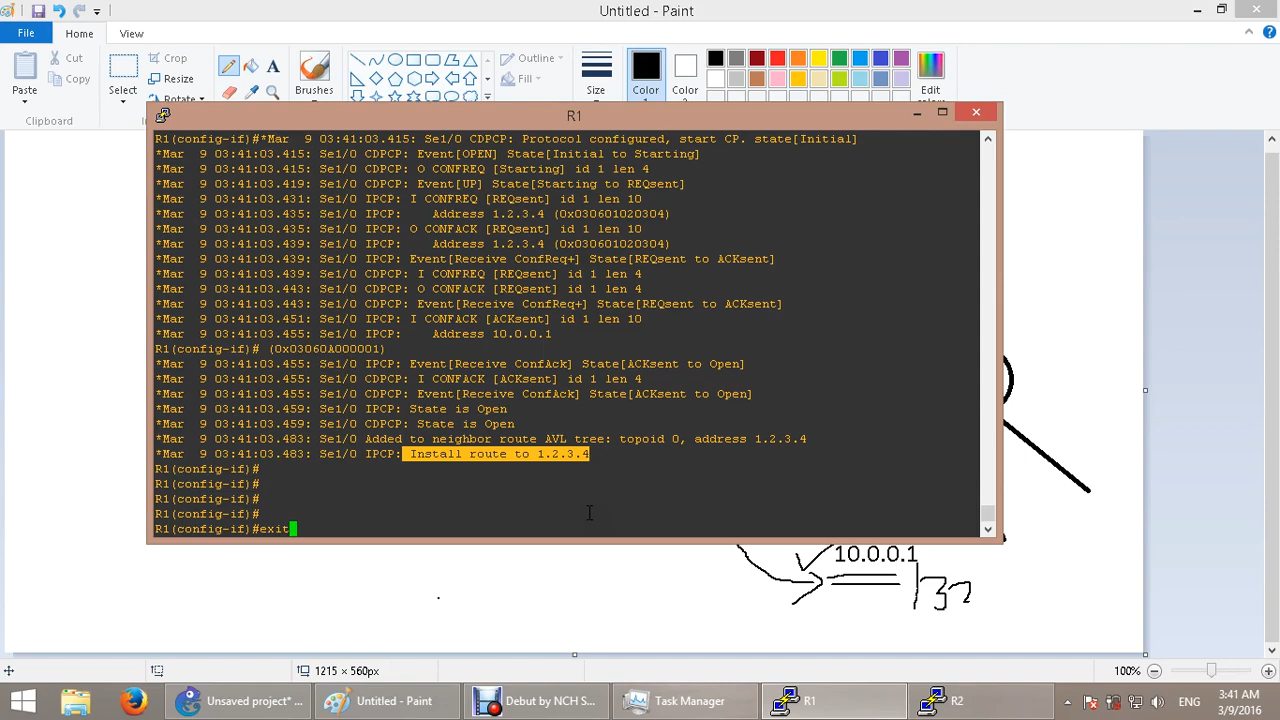 Untitled - Paint
File
Home
View
Paste
Cut
Copy
Clipboard
Select
Crop
Resize
Rotate
Brushes
Outline
Fill
Size
Color
1
Color
2
Edit
R1
R1(config-if)#*Mar  9 03:41:03.415: Se1/0 CDPCP: Protocol configured, start CP. state[Initial]
*Mar  9 03:41:03.415: Se1/0 CDPCP: Event[OPEN] State[Initial to Starting]
*Mar  9 03:41:03.415: Se1/0 CDPCP: O CONFREQ [Starting] id 1 len 4
*Mar  9 03:41:03.419: Se1/0 CDPCP: Event[UP] State[Starting to REQsent]
*Mar  9 03:41:03.431: Se1/0 IPCP: I CONFREQ [REQsent] id 1 len 10
*Mar  9 03:41:03.435: Se1/0 IPCP:    Address 1.2.3.4 (0x030601020304)
*Mar  9 03:41:03.435: Se1/0 IPCP: O CONFACK [REQsent] id 1 len 10
*Mar  9 03:41:03.439: Se1/0 IPCP:    Address 1.2.3.4 (0x030601020304)
*Mar  9 03:41:03.439: Se1/0 IPCP: Event[Receive ConfReq+] State[REQsent to ACKsent]
*Mar  9 03:41:03.439: Se1/0 CDPCP: I CONFREQ [REQsent] id 1 len 4
*Mar  9 03:41:03.443: Se1/0 CDPCP: O CONFACK [REQsent] id 1 len 4
*Mar  9 03:41:03.443: Se1/0 CDPCP: Event[Receive ConfReq+] State[REQsent to ACKsent]
*Mar  9 03:41:03.451: Se1/0 IPCP: I CONFACK [ACKsent] id 1 len 10
*Mar  9 03:41:03.455: Se1/0 IPCP:    Address 10.0.0.1
R1(config-if)# (0x03060A000001)
*Mar  9 03:41:03.455: Se1/0 IPCP: Event[Receive ConfAck] State[ACKsent to Open]
*Mar  9 03:41:03.455: Se1/0 CDPCP: I CONFACK [ACKsent] id 1 len 4
*Mar  9 03:41:03.455: Se1/0 CDPCP: Event[Receive ConfAck] State[ACKsent to Open]
*Mar  9 03:41:03.459: Se1/0 IPCP: State is Open
*Mar  9 03:41:03.459: Se1/0 CDPCP: State is Open
*Mar  9 03:41:03.483: Se1/0 Added to neighbor route AVL tree: topoid 0, address 1.2.3.4
*Mar  9 03:41:03.483: Se1/0 IPCP: Install route to 1.2.3.4
R1(config-if)#
R1(config-if)#
R1(config-if)#
R1(config-if)#
R1(config-if)#exit
10.0.0.1
|32
1215 × 560px
100%
Unsaved project*...
Untitled - Paint
Debut by NCH S...
Task Manager
R1
R2
ENG
3:41 AM
3/9/2016